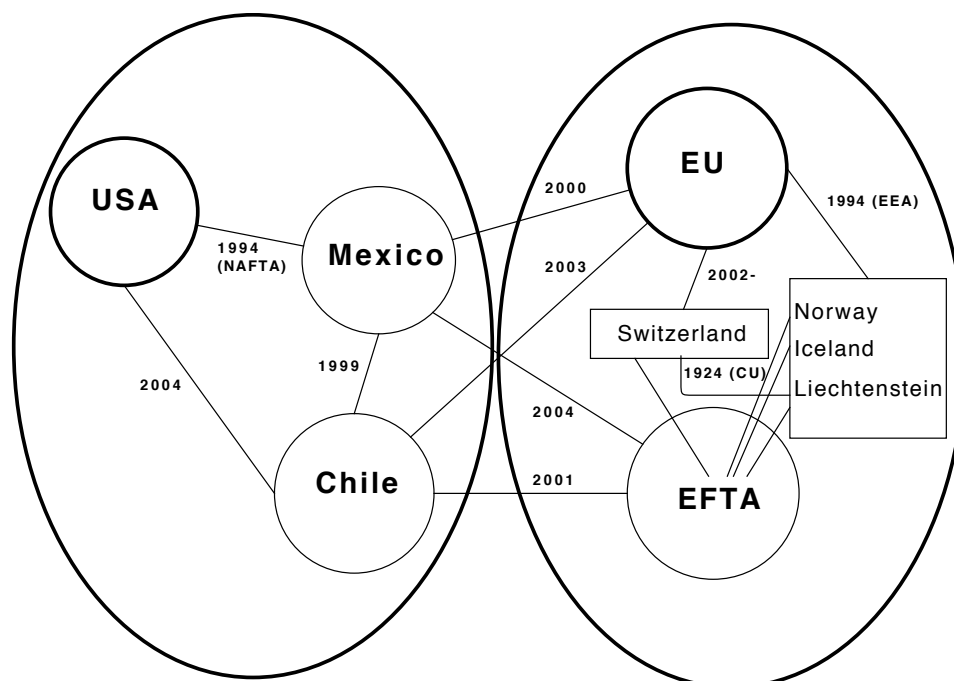 USA
1994
(NAFTA)
Mexico
2004
1999
Chile
2000
2003
2004
2001
EU
1994 (EEA)
2002-
Switzerland
1924 (CU)
Norway
Iceland
Liechtenstein
EFTA